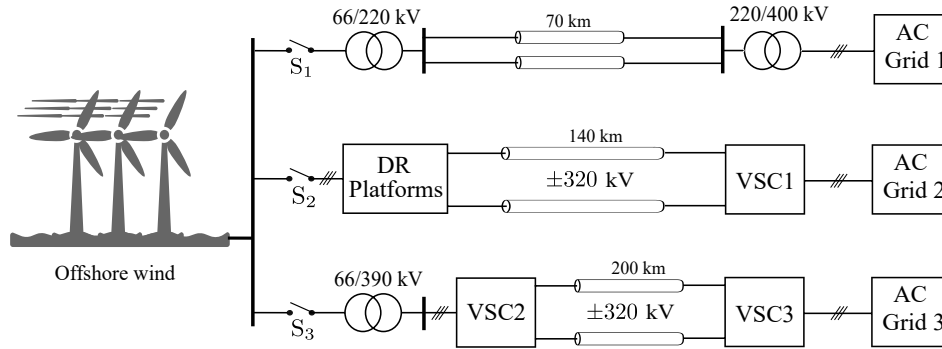 66/220 kV
70 km
220/400 kV
AC
Grid 1
S1
140 km
DR
Platforms
±320 kV
VSC1
AC
Grid 2
S2
Offshore wind
66/390 kV
200 km
VSC2
±320 kV
VSC3
AC
Grid 3
S3